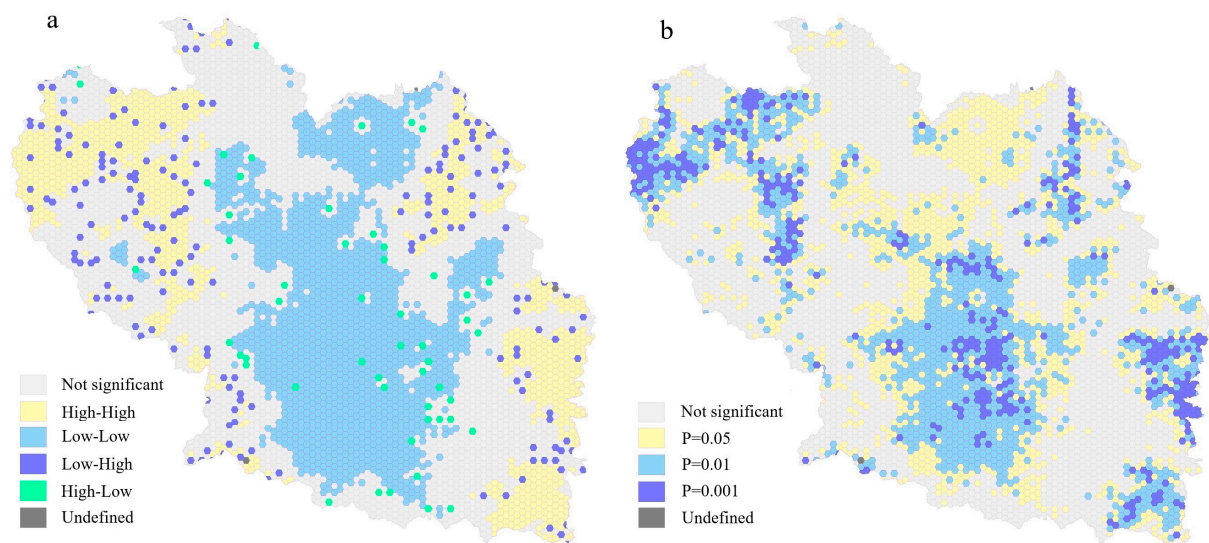 a
Not significant
High-High
Low-Low
Low-High
High-Low
Undefined
b
Not significant
P=0.05
P=0.01
P=0.001
Undefined